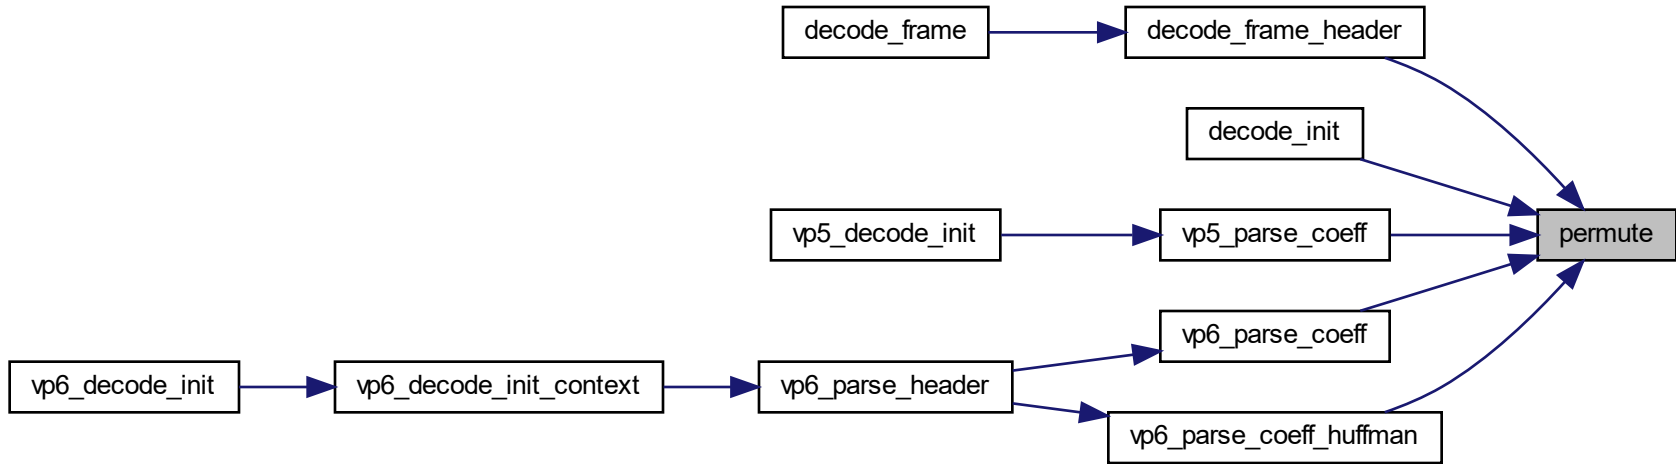 decode_frame
decode_frame_header
decode_init
vp5_decode_init
vp5_parse_coeff
permute
vp6_parse_coeff
vp6_decode_init
vp6_decode_init_context
vp6_parse_header
vp6_parse_coeff_huffman